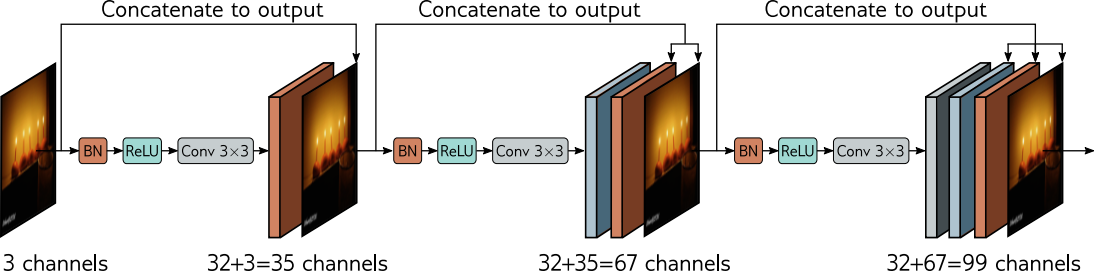 Concatenate to output
Concatenate to output
Concatenate to output
BN
ReLU
Conv 3×3
BN
ReLU
Conv 3×3
BN
ReLU
Conv 3×3
3 channels
32+3=35 channels
32+35=67 channels
32+67=99 channels